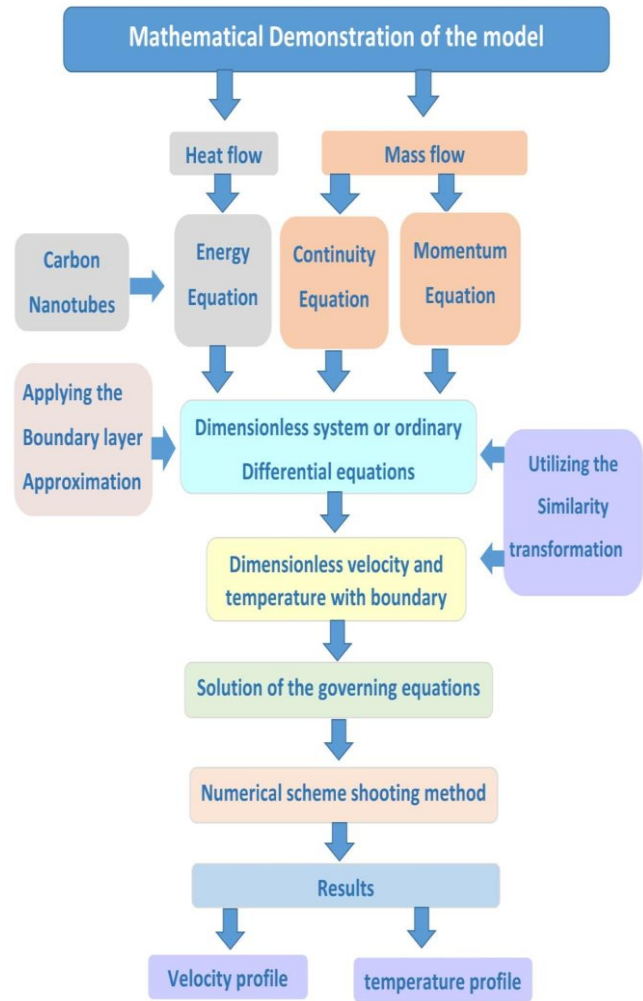 Mathematical Demonstration of the model
Heat flow
Mass flow
Carbon
Nanotubes
Energy
Equation
Continuity
Equation
Momentum
Equation
Applying the
Boundary layer
Approximation
Dimensionless system or ordinary
Differential equations
Utilizing the
Similarity
transformation
Dimensionless velocity and
temperature with boundary
Solution of the governing equations
Numerical scheme shooting method
Results
Velocity profile
temperature profile